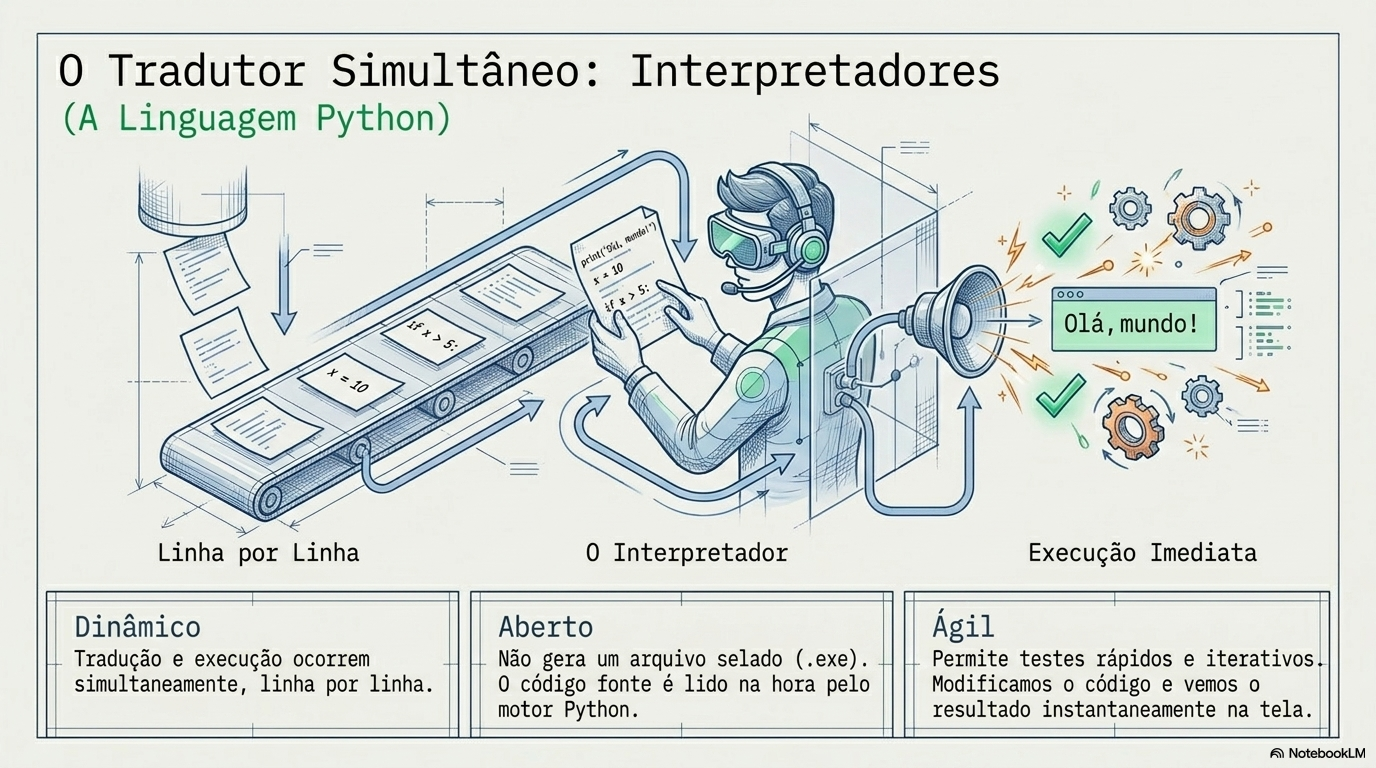 O Tradutor Simultâneo: Interpretadores
(A Linguagem Python)
print("Olá, mundo!")
x = 10
if x > 5:
if x > 5:
x = 10
Olá, mundo!
Linha por Linha
O Interpretador
Execução Imediata
Dinâmico
Tradução e execução ocorrem
simultaneamente, linha por linha.
Aberto
Não gera um arquivo selado (.exe).
O código fonte é lido na hora pelo
motor Python.
Ágil
Permite testes rápidos e iterativos.
Modificamos o código e vemos o
resultado instantaneamente na tela.
NotebookLM